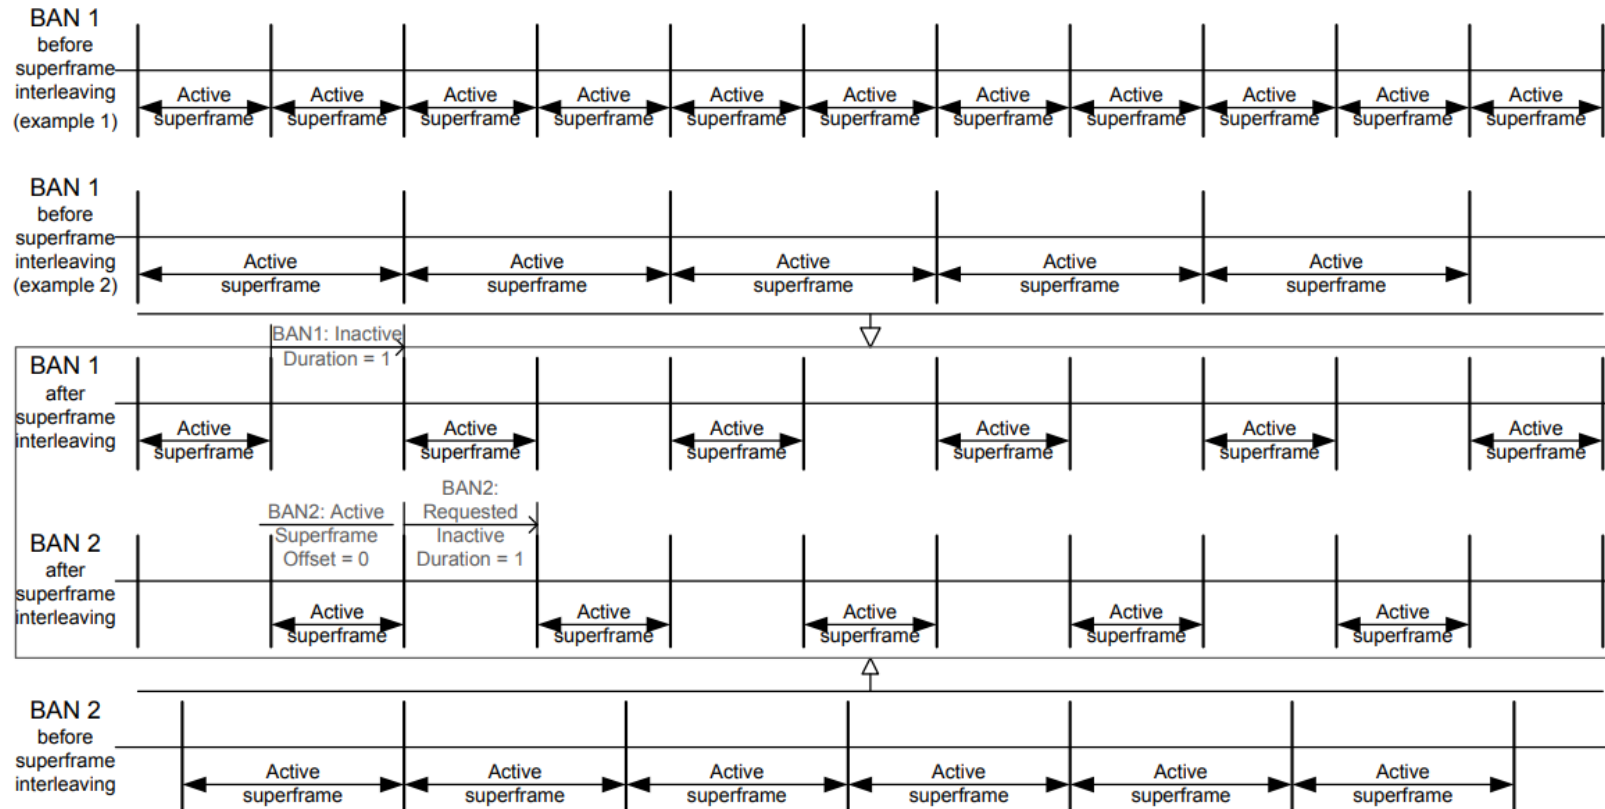 BAN 1
before
superframe
interleaving
(example 1)
Active Active Active Active Active Active Active Active Active Active Active
superframe superframe superframe superframe superframe superframe superframe superframe superframe superframe superframe
BAN 1
before
superframe
interleaving
(example 2)
Active Active Active Active Active
superframe superframe superframe superframe superframe
BAN1: Inactive
Duration = 1
BAN 1
after
superframe
interleaving
Active Active Active Active Active Active
superframe superframe superframe superframe superframe superframe
BAN2: Active
Superframe
Offset = 0
BAN2:
Requested
Inactive
Duration = 1
BAN 2
after
superframe
interleaving
Active Active Active Active Active
superframe superframe superframe superframe superframe
BAN 2
before
superframe
interleaving
Active Active Active Active Active Active
superframe superframe superframe superframe superframe superframe